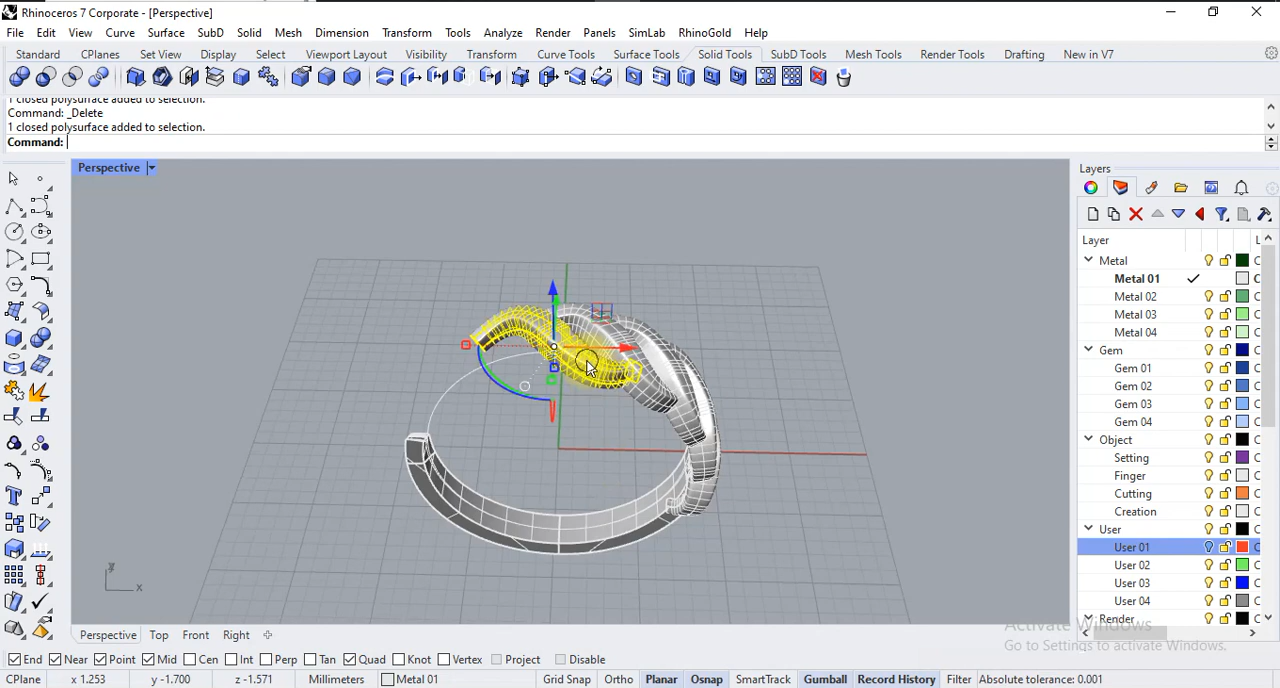 Rhinoceros 7 Corporate - [Perspective]
File Edit View Curve Surface SubD Solid Mesh Dimension Transform Tools Analyze Render Panels SimLab RhinoGold Help
Standard CPlanes Set View Display Select Viewport Layout Visibility Transform Curve Tools Surface Tools Solid Tools SubD Tools Mesh Tools Render Tools Drafting New in V7
1 closed polysurface added to selection.
Command: _Delete
1 closed polysurface added to selection.
Command:
Perspective
Layers
Layer
L
Metal
C
Metal 01
C
Metal 02
C
Metal 03
C
Metal 04
C
Gem
C
Gem 01
C
Gem 02
C
Gem 03
C
Gem 04
C
Object
C
Setting
C
Finger
C
Cutting
C
Creation
C
User
C
User 01
C
User 02
C
User 03
C
User 04
C
Render
C
y
x
Activate Windows
Go to Settings to activate Windows.
Perspective Top Front Right
End Near Point Mid Cen Int Perp Tan Quad Knot Vertex Project Disable
CPlane x 1.253 y -1.700 z -1.571 Millimeters Metal 01 Grid Snap Ortho Planar Osnap SmartTrack Gumball Record History Filter Absolute tolerance: 0.001